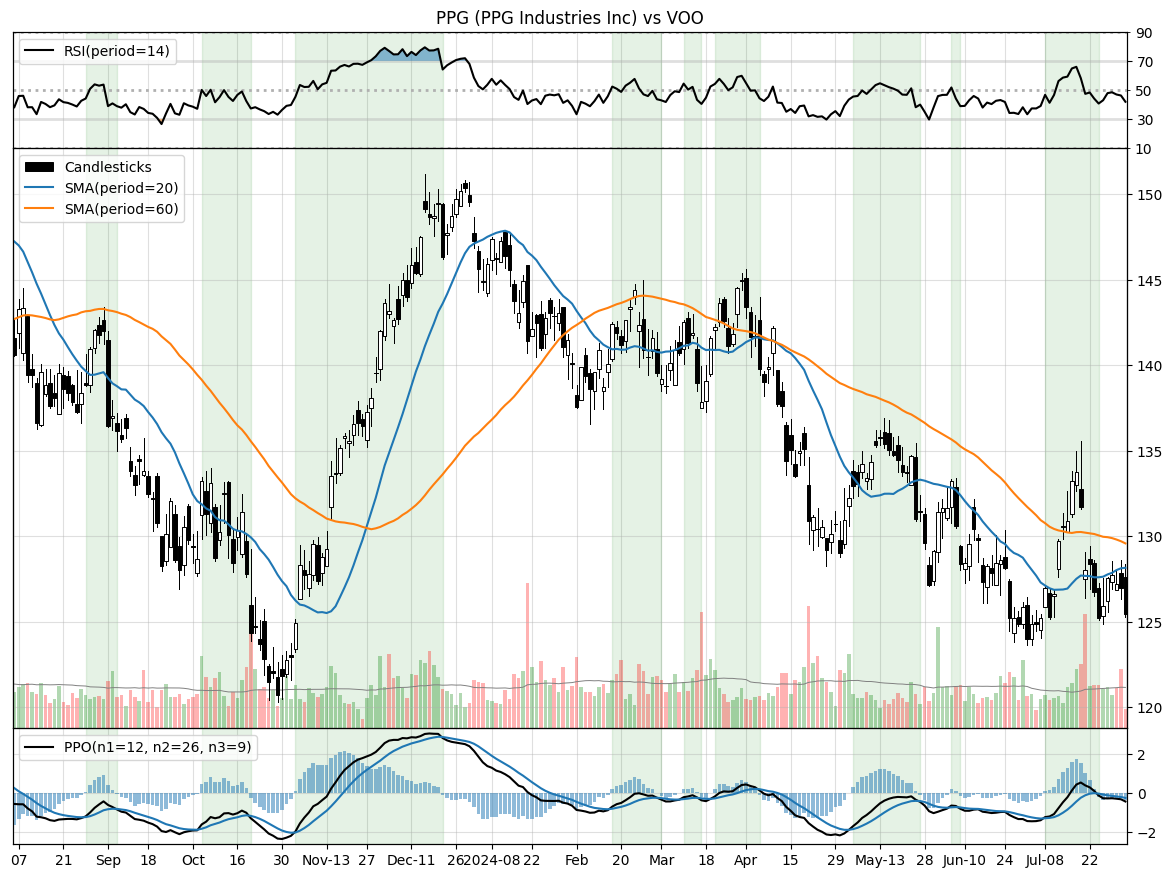 PPG (PPG Industries Inc) vs VOO
RSI(period=14)
90
70
50
30
10
Candlesticks
SMA(period=20)
SMA(period=60)
150
145
140
135
130
125
120
PPO(n1=12, n2=26, n3=9)
2
0
−2
07 21 Sep 18 Oct 16 30 Nov-13 27 Dec-11 26 2024-08 22 Feb 20 Mar 18 Apr 15 29 May-13 28 Jun-10 24 Jul-08 22